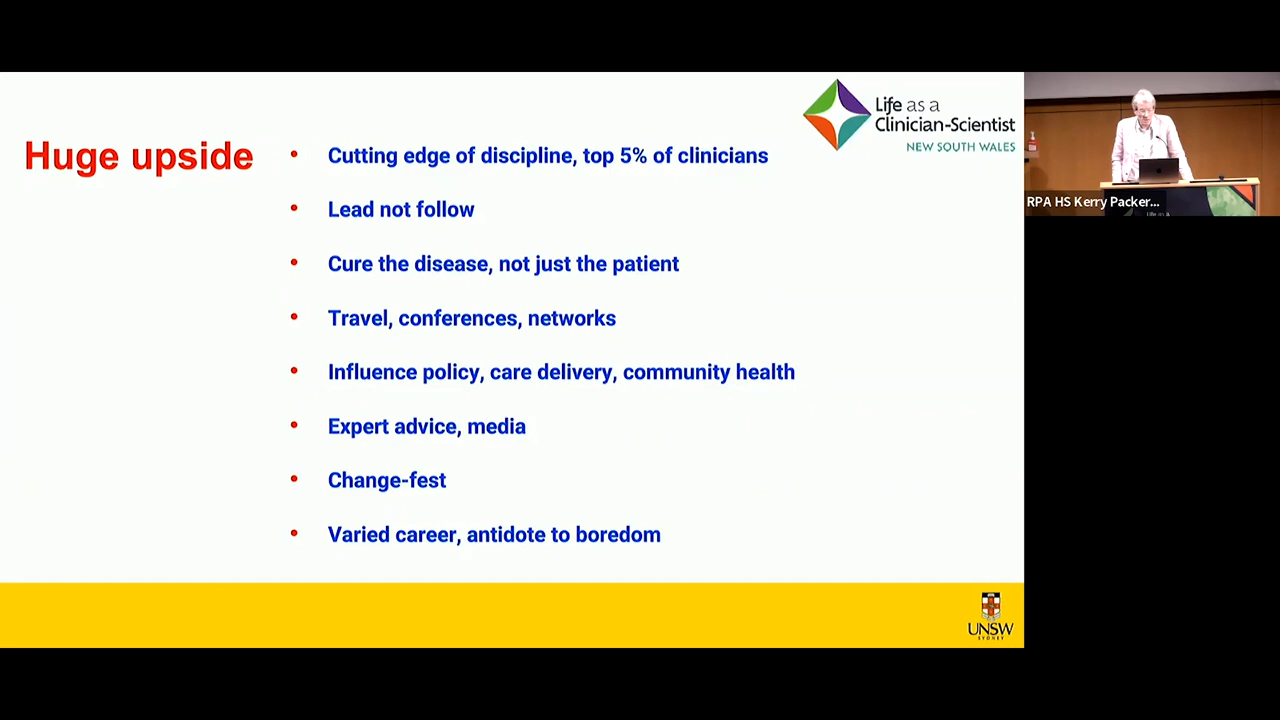 Huge upside
• Cutting edge of discipline, top 5% of clinicians
• Lead not follow
• Cure the disease, not just the patient
• Travel, conferences, networks
• Influence policy, care delivery, community health
• Expert advice, media
• Change-fest
• Varied career, antidote to boredom
Life as a
Clinician-Scientist
NEW SOUTH WALES
UNSW
SYDNEY
RPA HS Kerry Packer...
Life as a